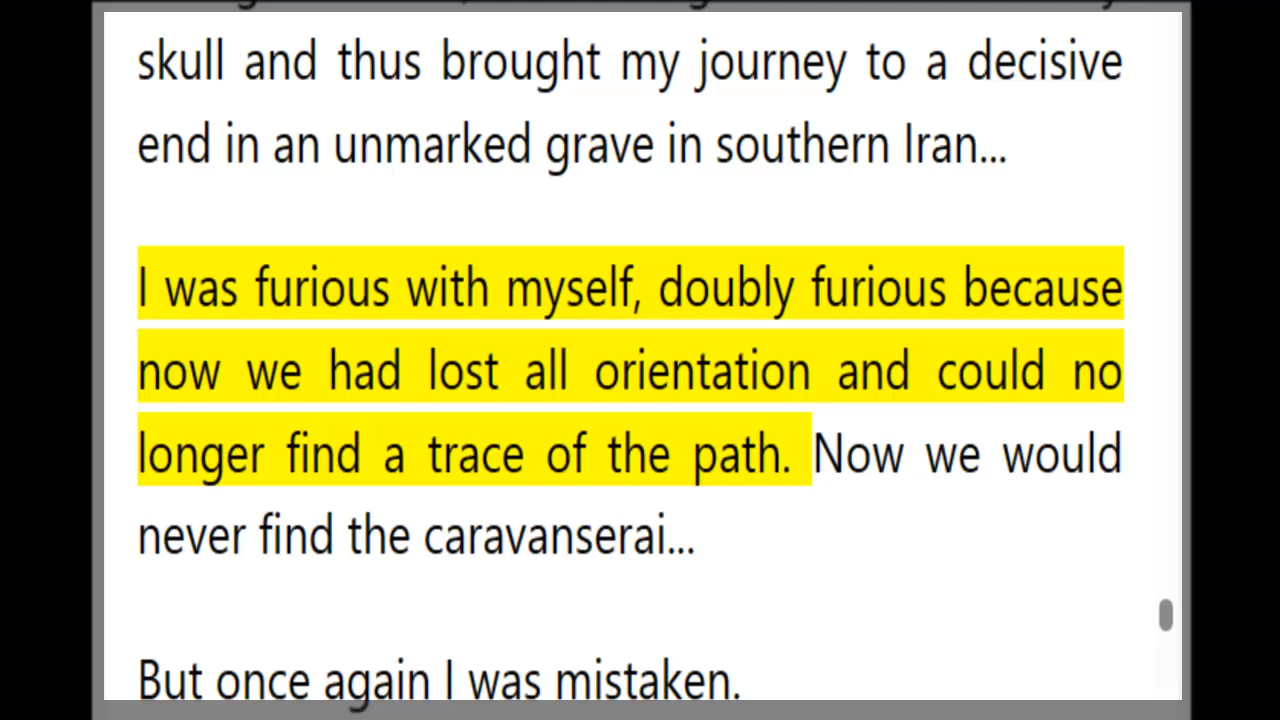 skull and thus brought my journey to a decisive
end in an unmarked grave in southern Iran...
I was furious with myself, doubly furious because
now we had lost all orientation and could no
longer find a trace of the path. Now we would
never find the caravanserai...
But once again I was mistaken.